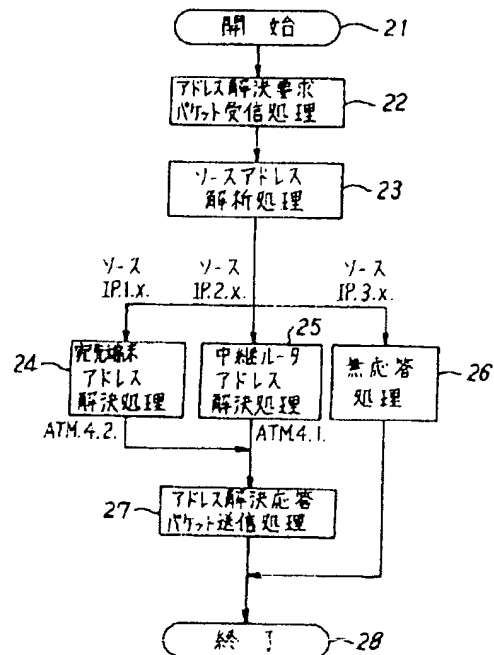 開始
21
アドレス解決要求
パケット受信処理
22
ソースアドレス
解析処理
23
ソース
IP.1.x.
ソース
IP.2.x.
ソース
IP.3.x.
24
宛先端末
アドレス
解決処理
25
中継ルータ
アドレス
解決処理
無応答
処理
26
ATM.4.2.
ATM.4.1.
27
アドレス解決応答
パケット送信処理
終了
28